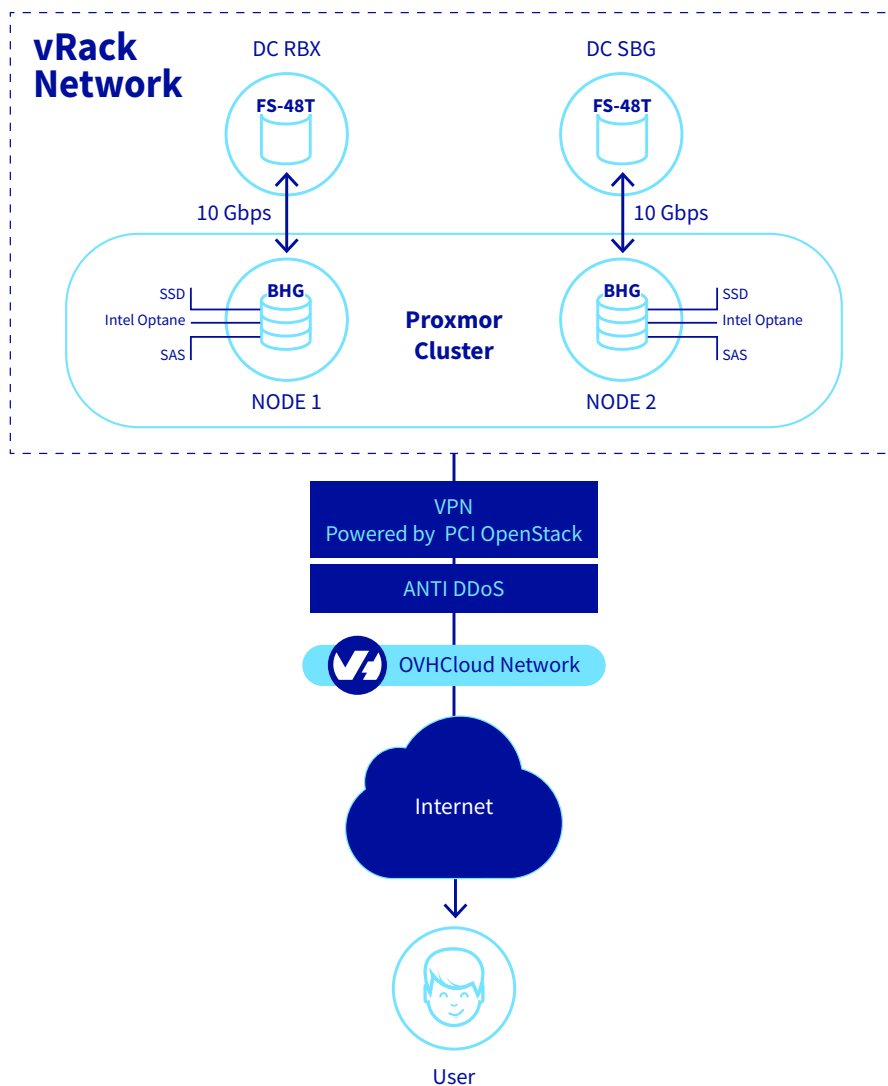 vRack
Network
DC RBX
DC SBG
FS-48T
FS-48T
10 Gbps
10 Gbps
BHG
BHG
SSD
Intel Optane
SAS
Proxmor
Cluster
SSD
Intel Optane
SAS
NODE 1
NODE 2
VPN
Powered by PCI OpenStack
ANTI DDoS
OVHCloud Network
Internet
User